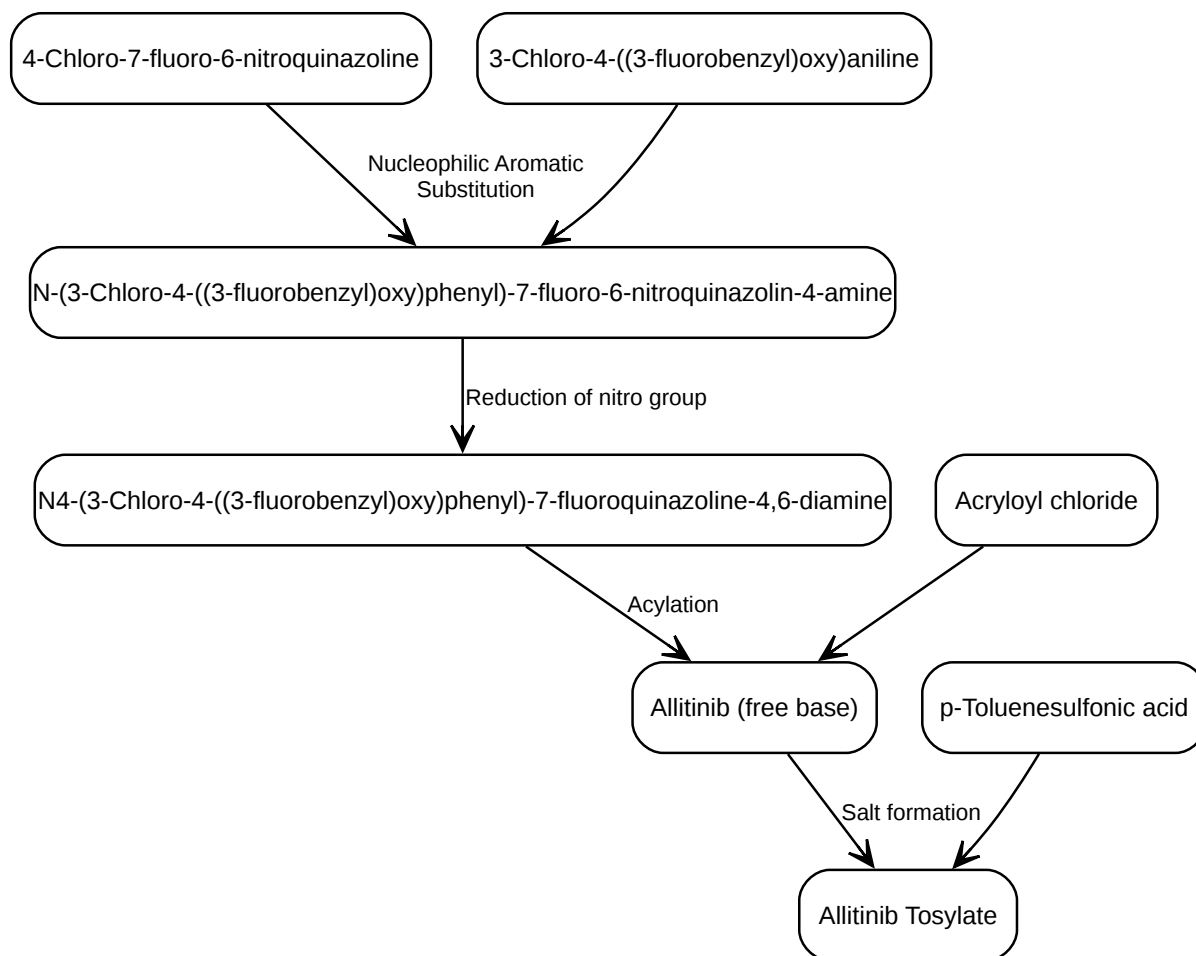 4-Chloro-7-fluoro-6-nitroquinazoline
3-Chloro-4-((3-fluorobenzyl)oxy)aniline
Nucleophilic Aromatic
Substitution
N-(3-Chloro-4-((3-fluorobenzyl)oxy)phenyl)-7-fluoro-6-nitroquinazolin-4-amine
Reduction of nitro group
N4-(3-Chloro-4-((3-fluorobenzyl)oxy)phenyl)-7-fluoroquinazoline-4,6-diamine
Acryloyl chloride
Acylation
Allitinib (free base)
p-Toluenesulfonic acid
Salt formation
Allitinib Tosylate